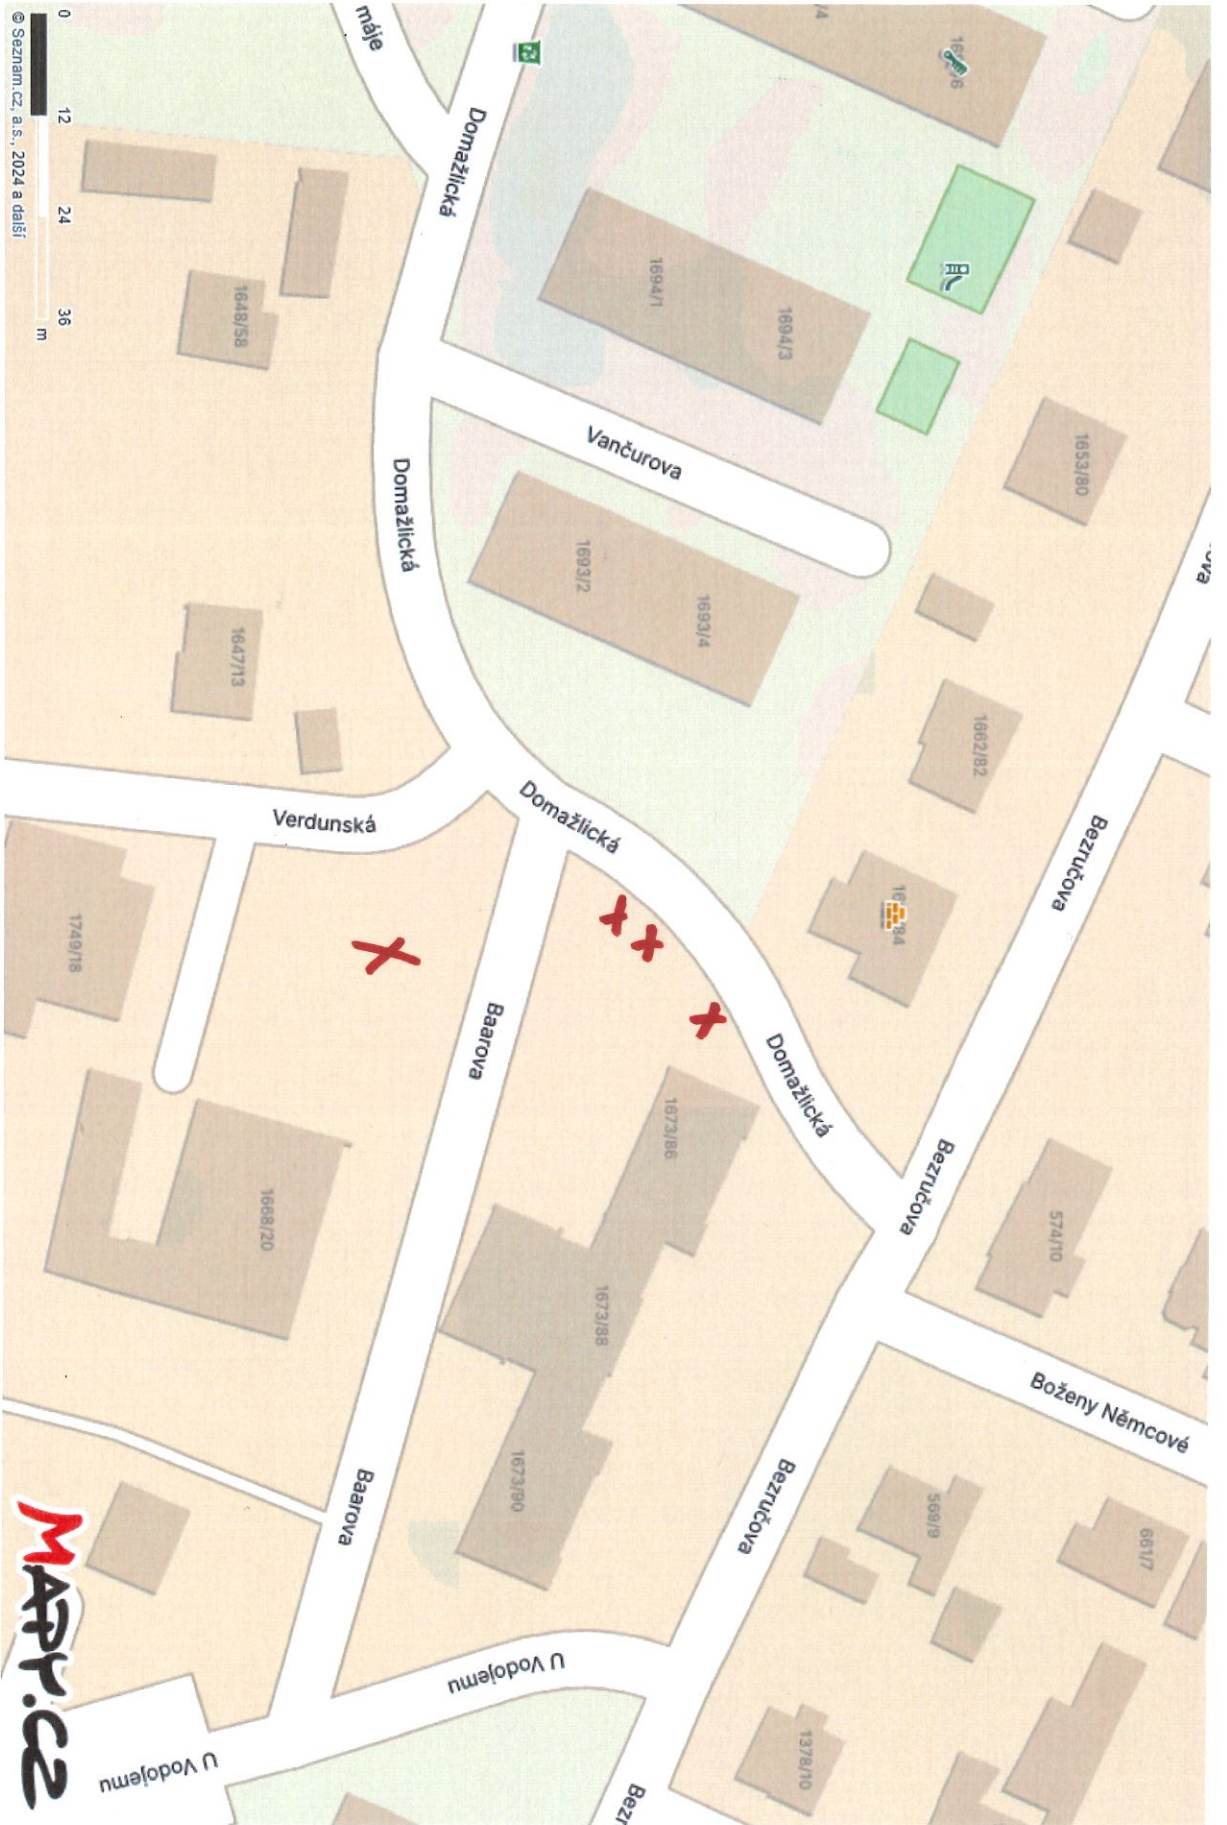 máje
Domažlická
1694/1
1694/3
1653/80
Vančurova
1648/58
Domažlická
1693/2
1693/4
1647/13
1662/82
Bezručova
Domažlická
Verdunská
1749/18
Baarova
Domažlická
1673/86
Bezručova
574/10
1668/20
1673/88
Boženy Němcové
1673/90
Baarova
Bezručova
569/9
661/7
U Vodojemu
U Vodojemu
1378/10
Bezr
0 12 24 36 m
© Seznam.cz, a.s., 2024 a další
MAPY.CZ